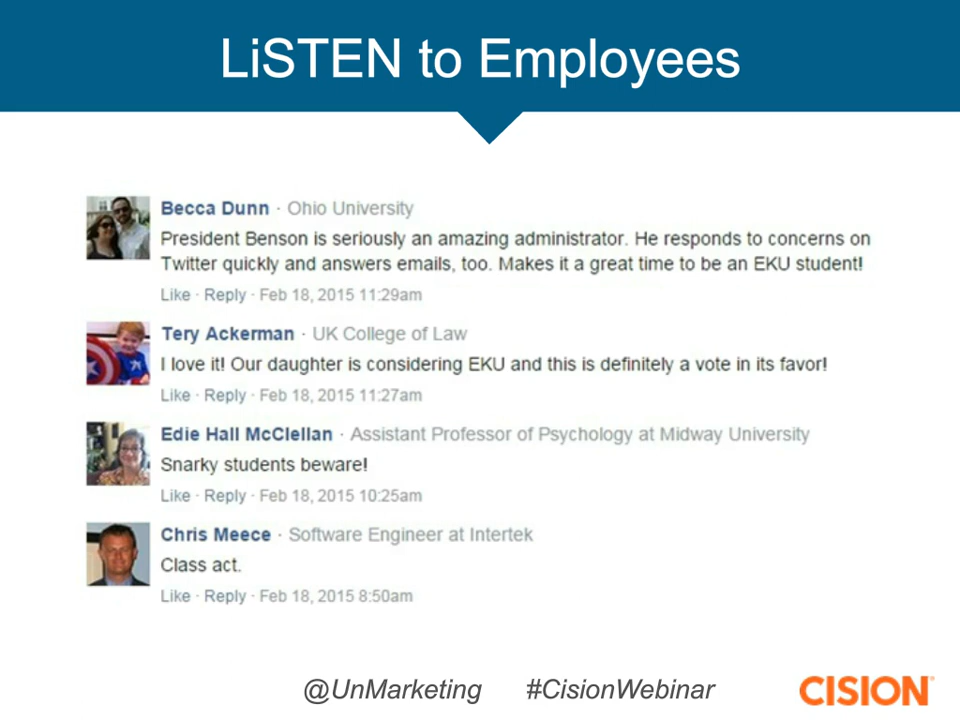 LiSTEN to Employees
Becca Dunn · Ohio University
President Benson is seriously an amazing administrator. He responds to concerns on
Twitter quickly and answers emails, too. Makes it a great time to be an EKU student!
Like · Reply · Feb 18, 2015 11:29am
Tery Ackerman · UK College of Law
I love it! Our daughter is considering EKU and this is definitely a vote in its favor!
Like · Reply · Feb 18, 2015 11:27am
Edie Hall McClellan · Assistant Professor of Psychology at Midway University
Snarky students beware!
Like · Reply · Feb 18, 2015 10:25am
Chris Meece · Software Engineer at Intertek
Class act.
Like · Reply · Feb 18, 2015 8:50am
@UnMarketing #CisionWebinar CISION